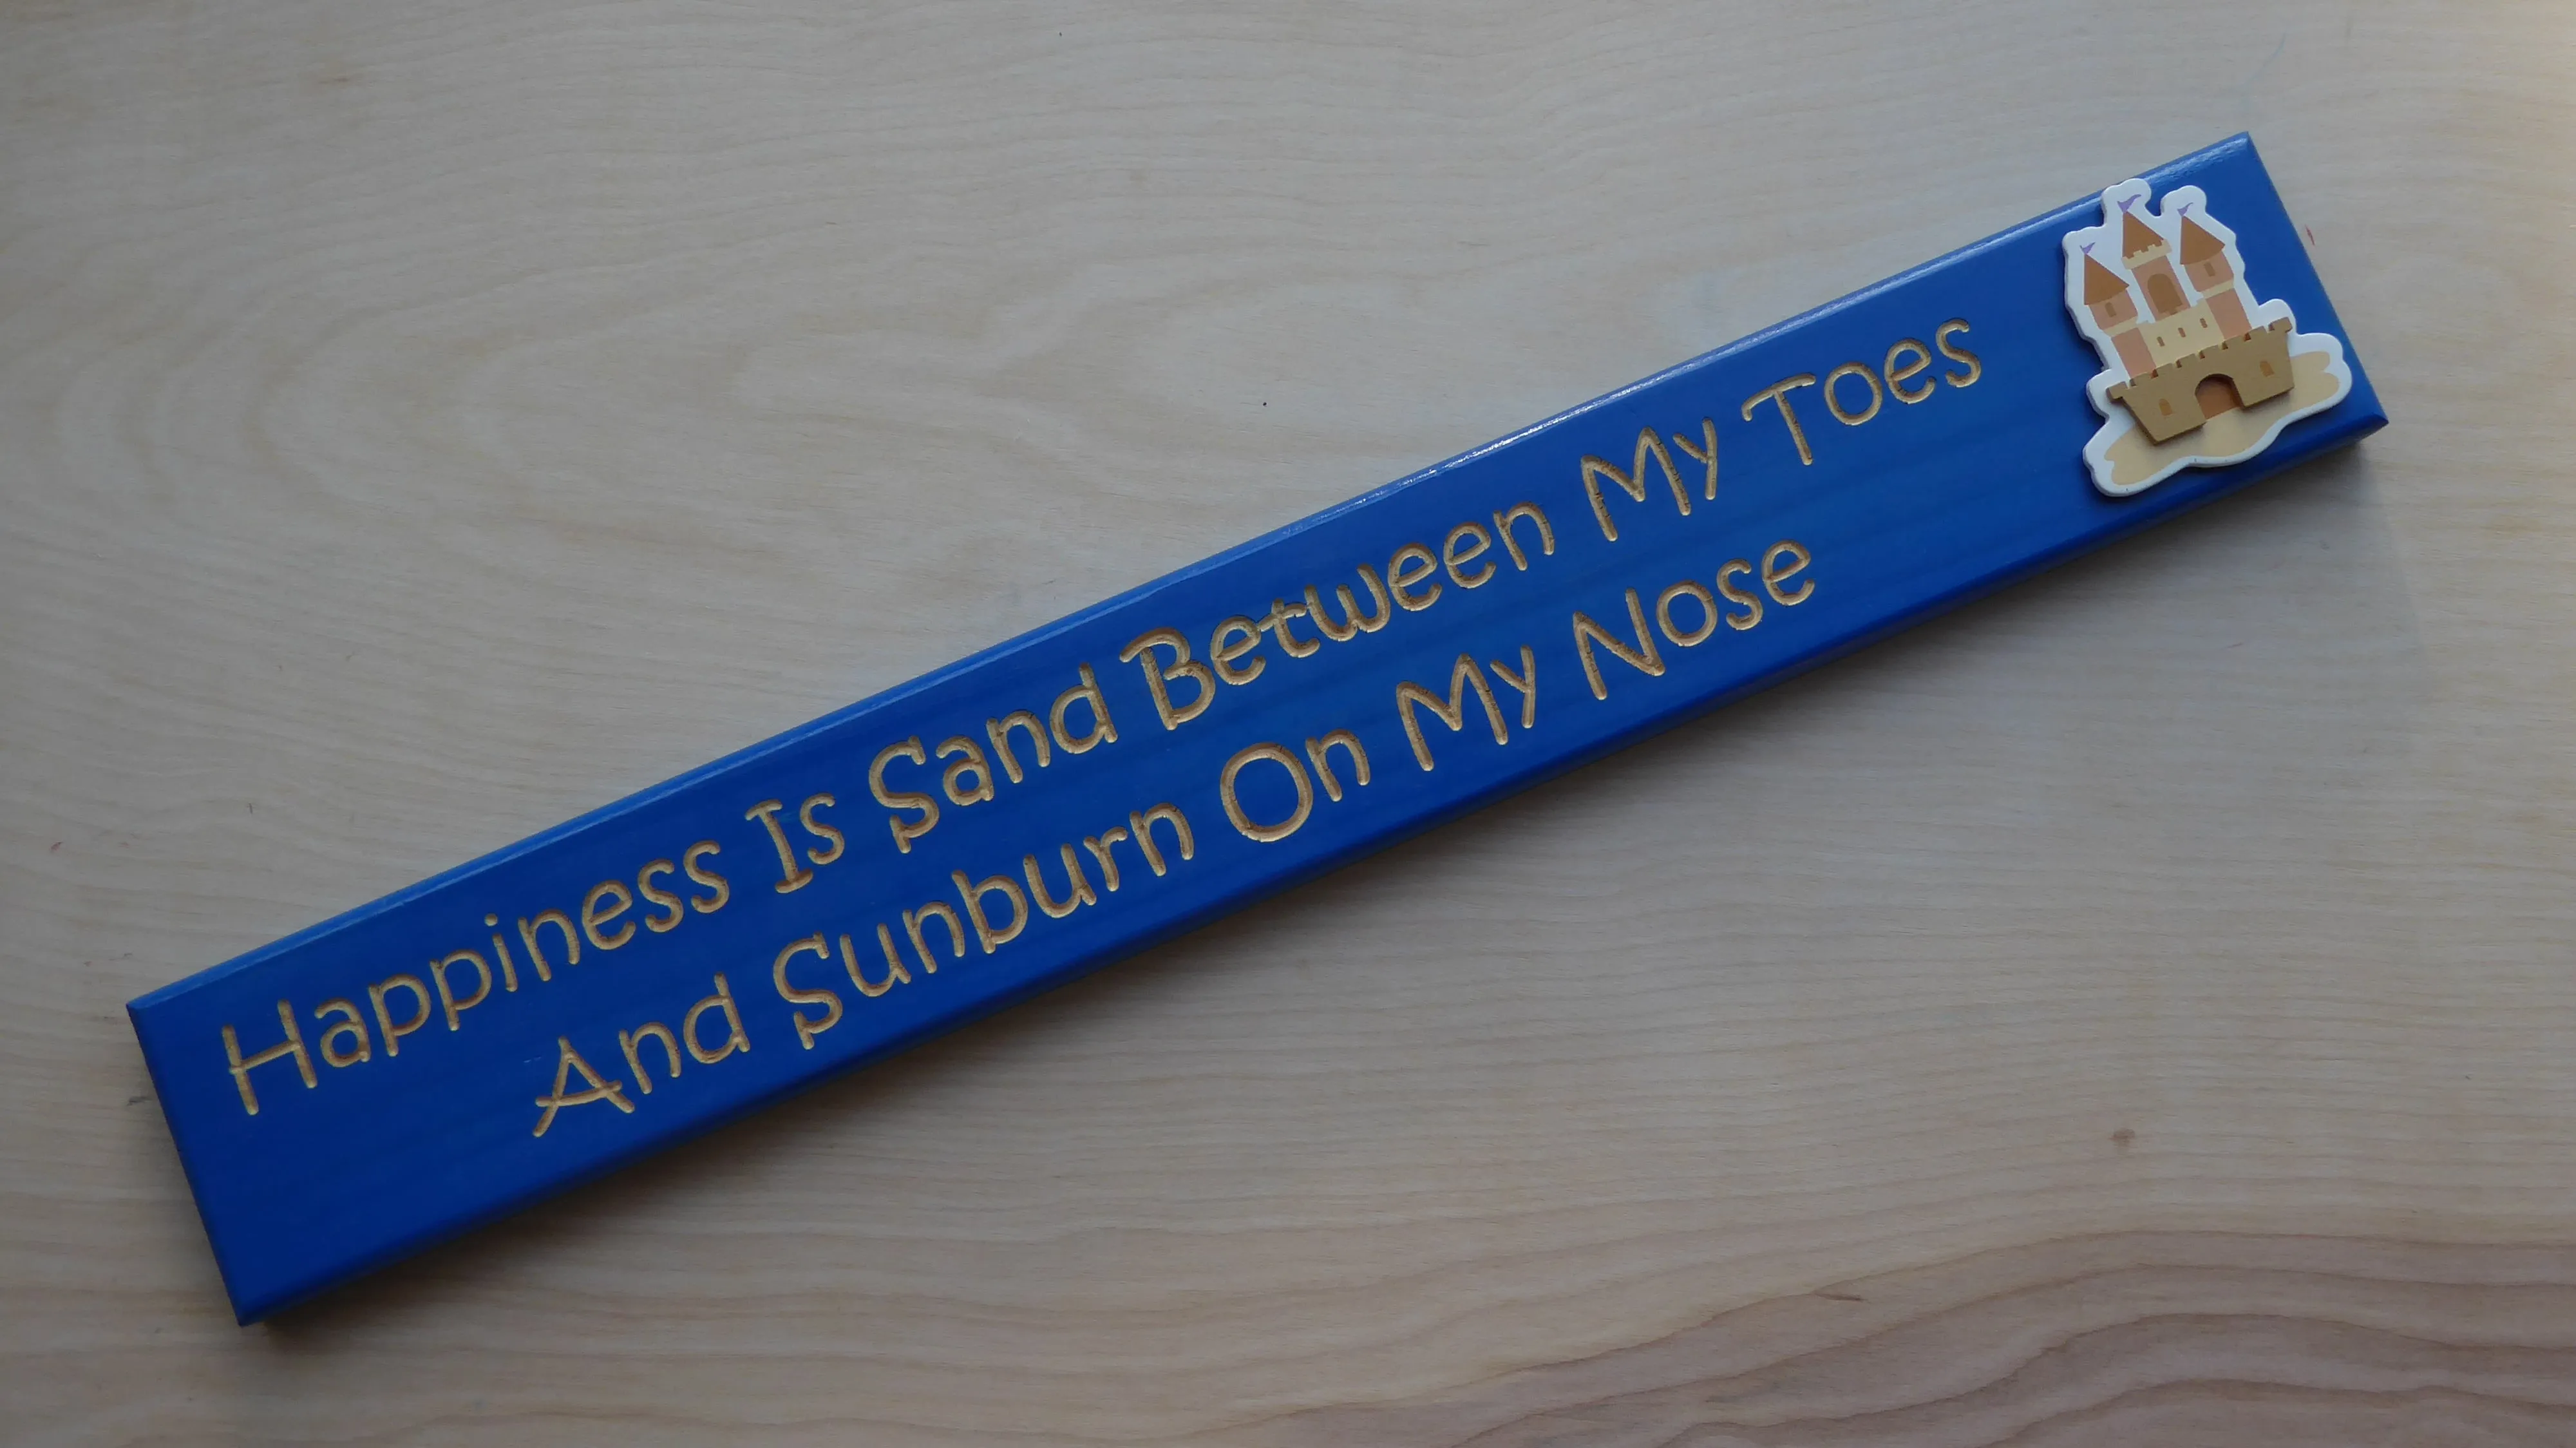 Happiness Is Sand Between My Toes
And Sunburn On My Nose